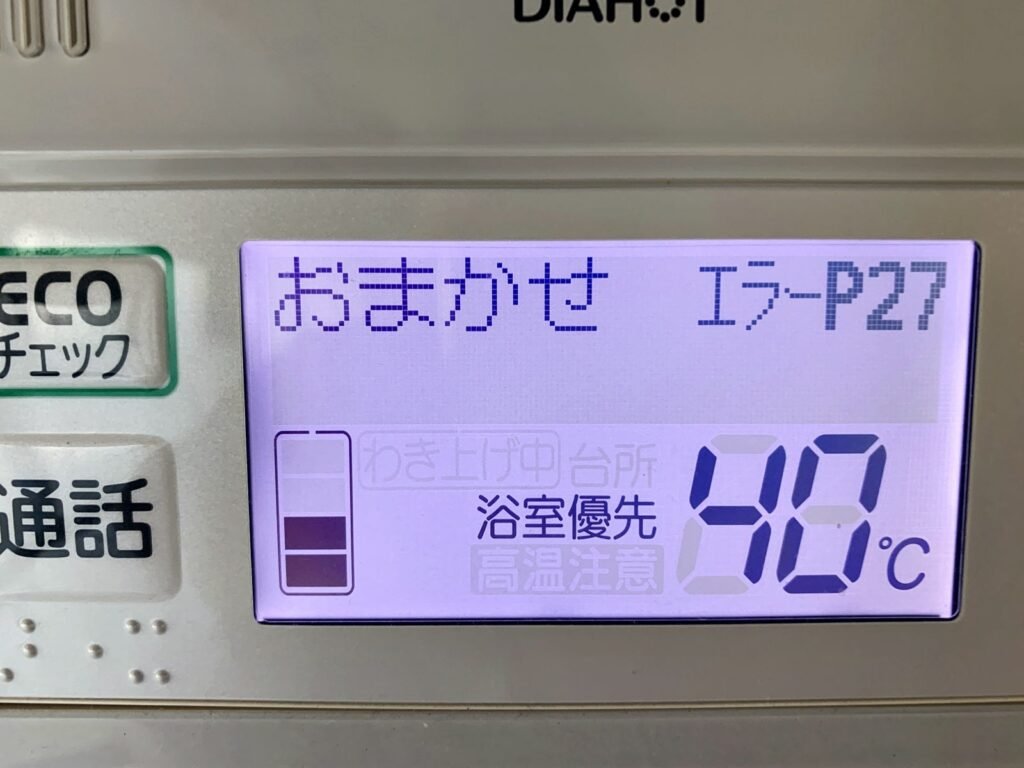 DIAHOT
ECO
チェック
通話
おまかせ エラーP27
わき上げ中 台所
浴室優先
高温注意
40℃